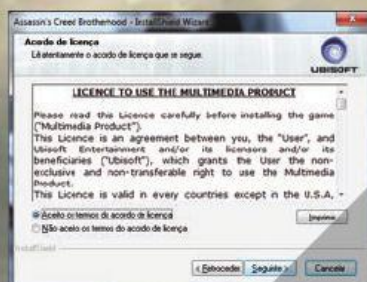 Assassin's Creed Brotherhood - InstallShield Wizard
Acordo de licença
Leia atentamente o acordo de licença que se segue.
UBISOFT
LICENCE TO USE THE MULTIMEDIA PRODUCT
Please read this Licence carefully before installing the game
("Multimedia Product").
This Licence is an agreement between you, the "User", and
Ubisoft Entertainment and/or its licensors and/or its
beneficiaries ("Ubisoft"), which grants the User the non-
exclusive and non-transferable right to use the Multimedia
Product.
This Licence is valid in every countries except in the U.S.A,
Aceito os termos do acordo de licença
Imprimir
Não aceito os termos do acordo de licença
InstallShield
< Retroceder
Seguinte >
Cancelar